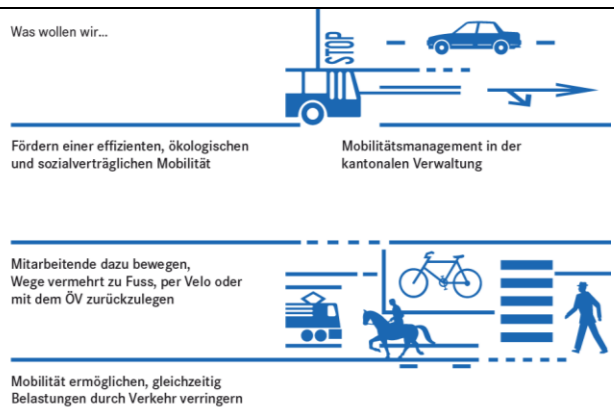 Was wollen wir...
STOP
Fördern einer effizienten, ökologischen
und sozialverträglichen Mobilität
Mobilitätsmanagement in der
kantonalen Verwaltung
Mitarbeitende dazu bewegen,
Wege vermehrt zu Fuss, per Velo oder
mit dem ÖV zurückzulegen
Mobilität ermöglichen, gleichzeitig
Belastungen durch Verkehr verringern